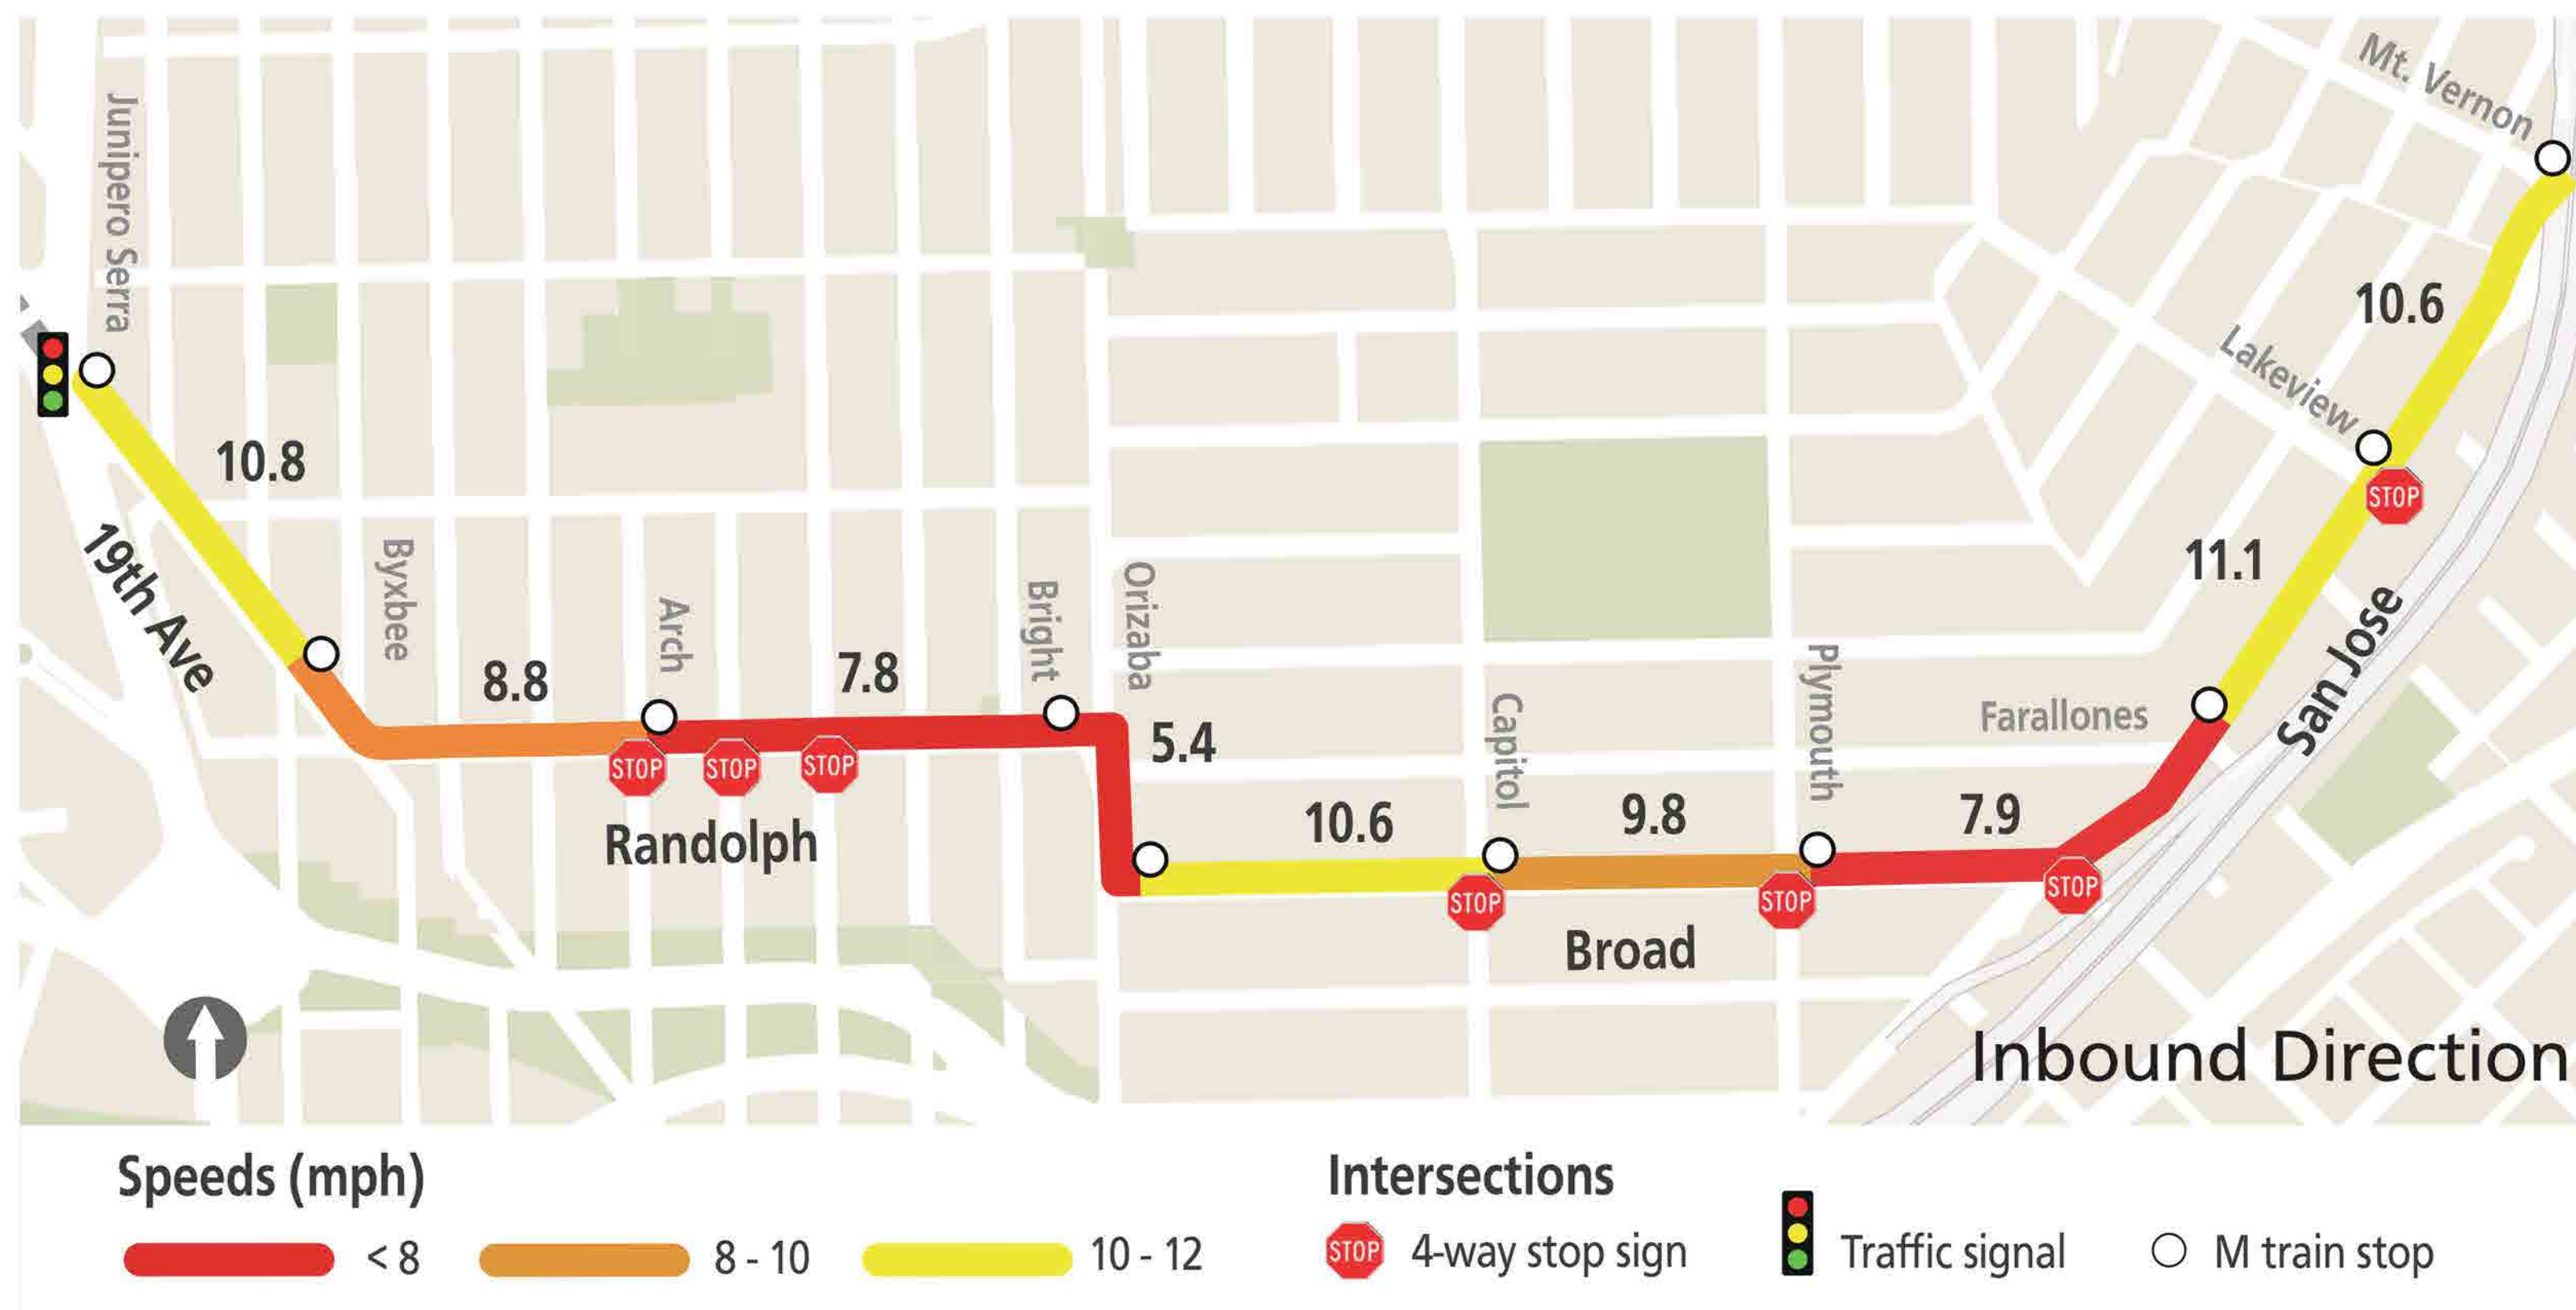 Mt. Vernon
Junipero Serra
10.6
Lakeview
10.8
19th Ave
Byxbee
Arch
Bright
Orizaba
11.1
STOP
San Jose
8.8
7.8
5.4
Capitol
Plymouth
Farallones
STOP
STOP
STOP
Randolph
10.6
9.8
7.9
STOP
STOP
STOP
Broad
Inbound Direction
Speeds (mph)
< 8
8 - 10
10 - 12
Intersections
STOP 4-way stop sign
Traffic signal
M train stop